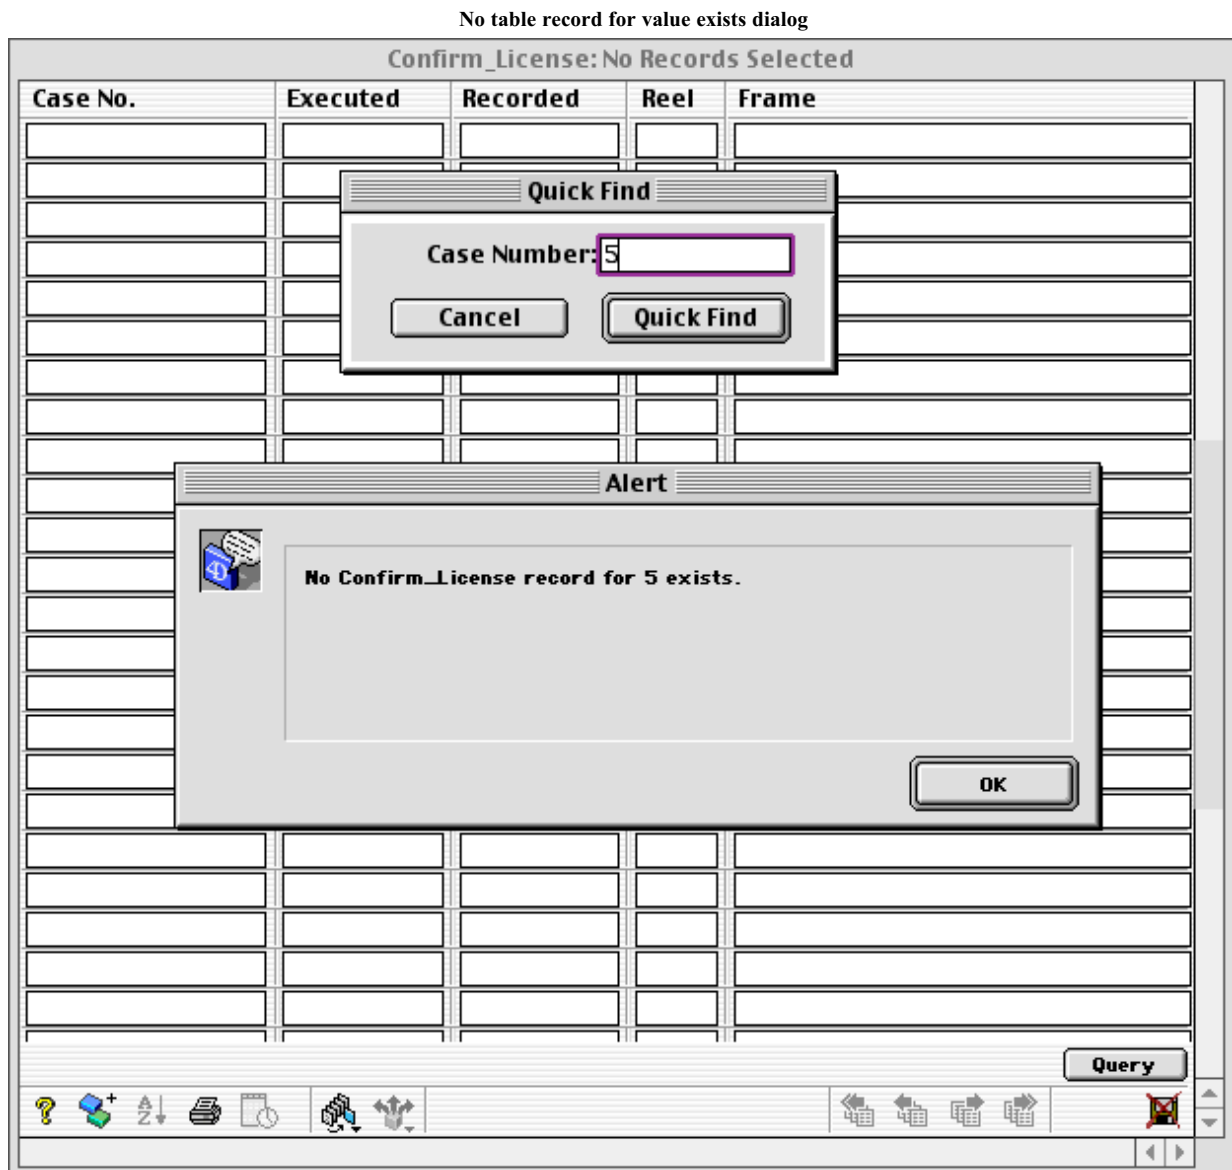 No table record for value exists dialog
Confirm_License: No Records Selected
Case No. Executed Recorded Reel Frame
Quick Find
Case Number: 5
Cancel Quick Find
Alert
4D
No Confirm_License record for 5 exists.
OK
Query
? A Z